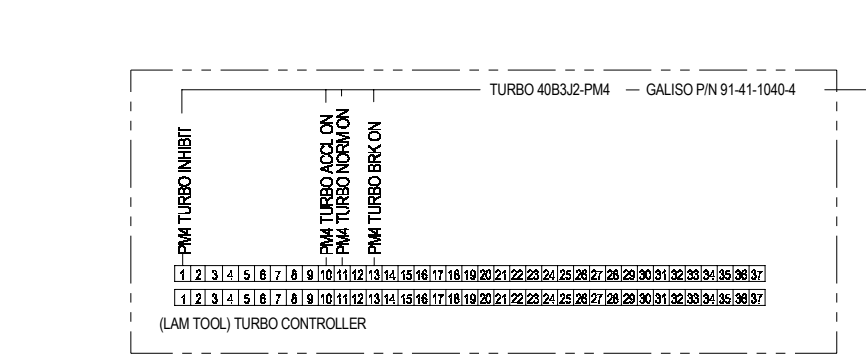 TURBO 40B3J2-PM4 — GALISO P/N 91-41-1040-4
PM4 TURBO INHIBIT
PM4 TURBO ACCL ON
PM4 TURBO NORM ON
PM4 TURBO BRK ON
1 2 3 4 5 6 7 8 9 10 11 12 13 14 15 16 17 18 19 20 21 22 23 24 25 26 27 28 29 30 31 32 33 34 35 36 37
1 2 3 4 5 6 7 8 9 10 11 12 13 14 15 16 17 18 19 20 21 22 23 24 25 26 27 28 29 30 31 32 33 34 35 36 37
(LAM TOOL) TURBO CONTROLLER